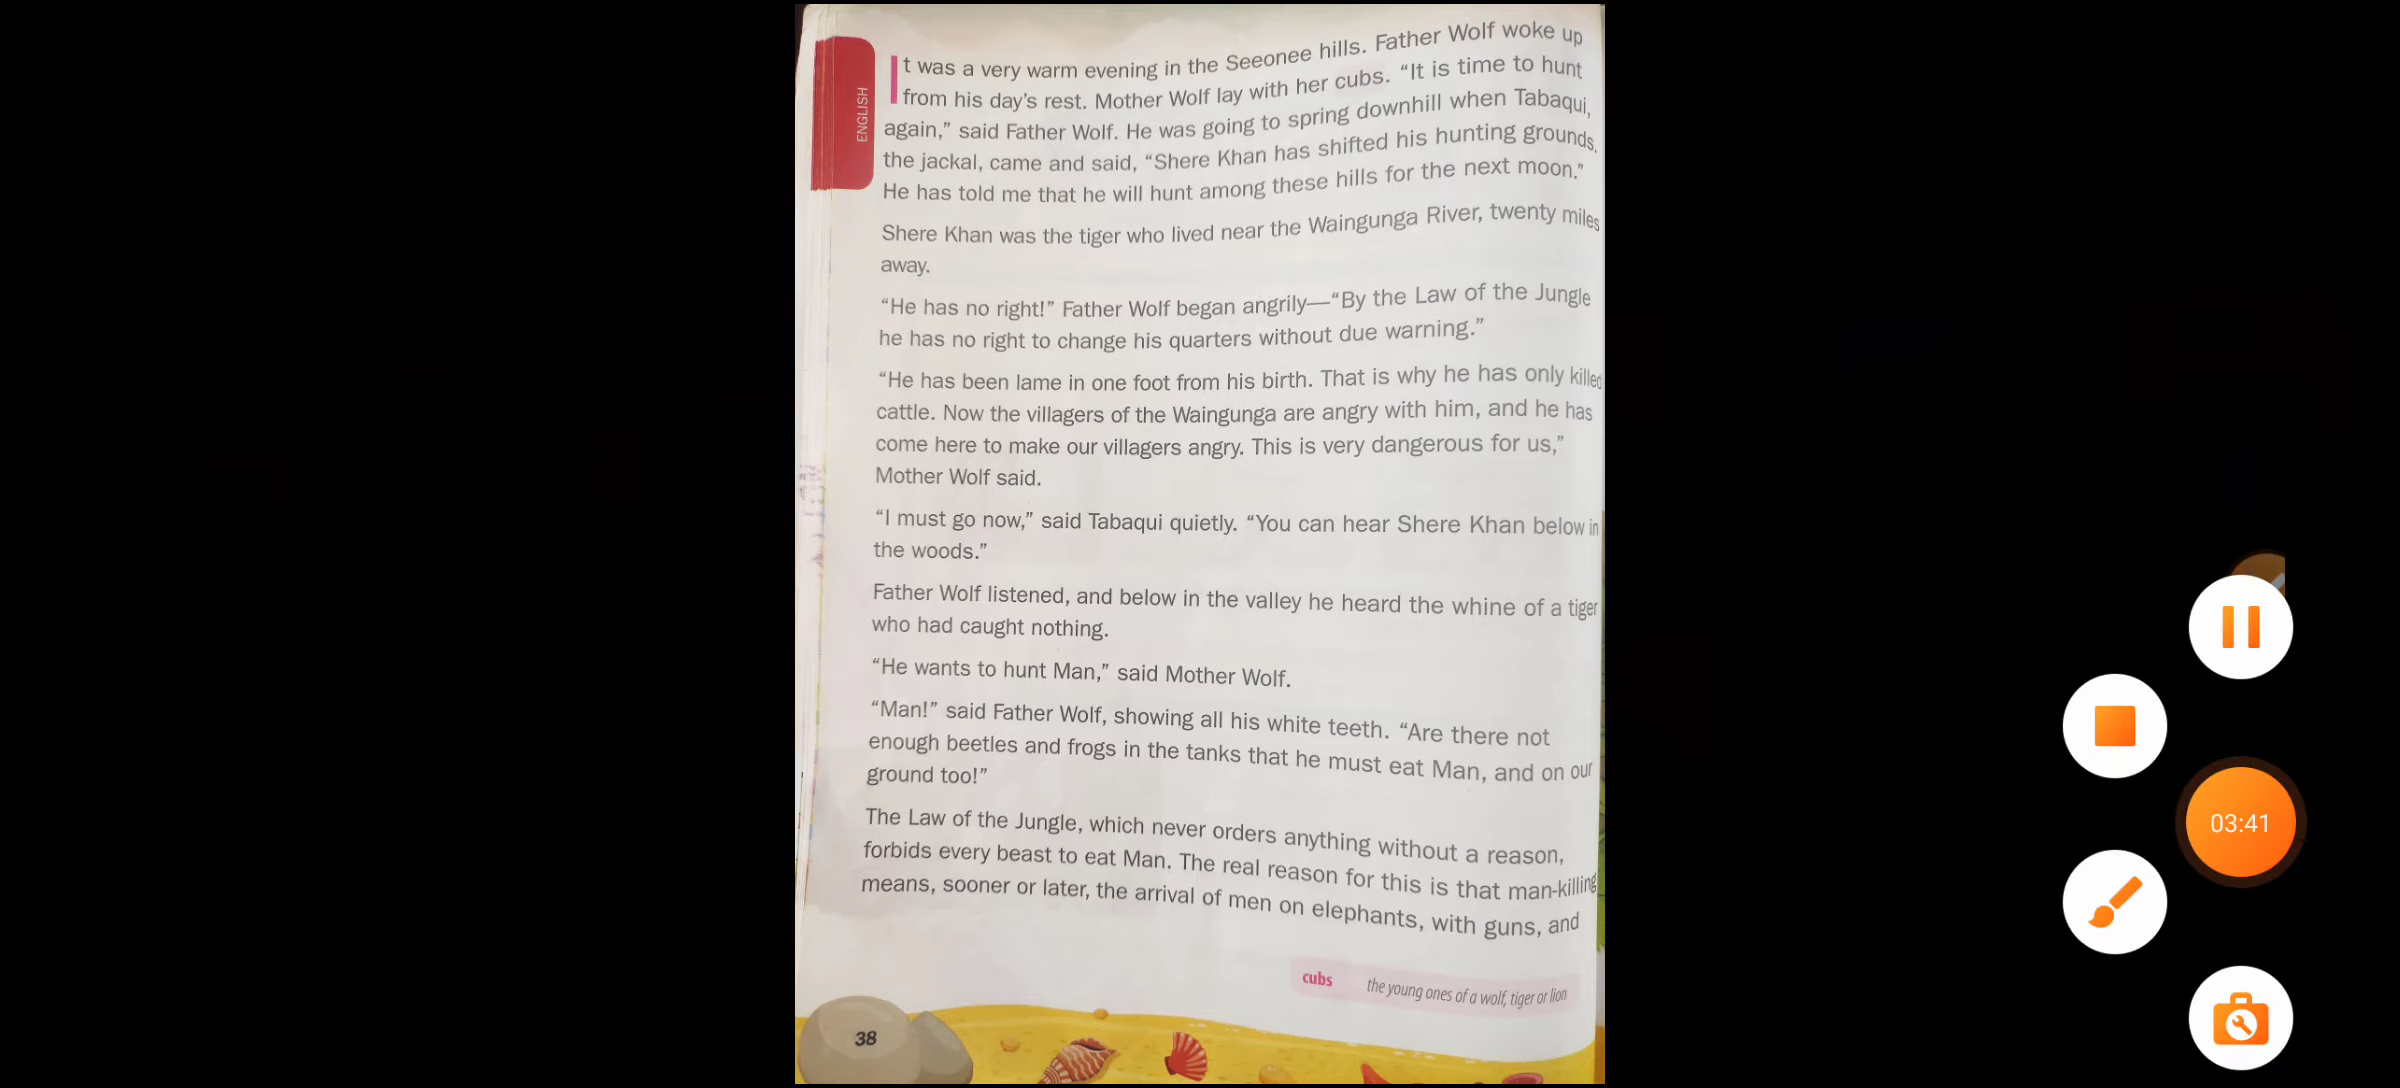 ENGLISH
It was a very warm evening in the Seeonee hills. Father Wolf woke up
from his day's rest. Mother Wolf lay with her cubs. “It is time to hunt
again,” said Father Wolf. He was going to spring downhill when Tabaqui,
the jackal, came and said, “Shere Khan has shifted his hunting grounds.
He has told me that he will hunt among these hills for the next moon.”
Shere Khan was the tiger who lived near the Waingunga River, twenty miles
away.
“He has no right!” Father Wolf began angrily—“By the Law of the Jungle
he has no right to change his quarters without due warning.”
“He has been lame in one foot from his birth. That is why he has only killed
cattle. Now the villagers of the Waingunga are angry with him, and he has
come here to make our villagers angry. This is very dangerous for us,”
Mother Wolf said.
“I must go now,” said Tabaqui quietly. “You can hear Shere Khan below in
the woods.”
Father Wolf listened, and below in the valley he heard the whine of a tiger
who had caught nothing.
“He wants to hunt Man,” said Mother Wolf.
“Man!” said Father Wolf, showing all his white teeth. “Are there not
enough beetles and frogs in the tanks that he must eat Man, and on our
ground too!”
The Law of the Jungle, which never orders anything without a reason,
forbids every beast to eat Man. The real reason for this is that man-killing
means, sooner or later, the arrival of men on elephants, with guns, and
cubs the young ones of a wolf, tiger or lion
38
03:41